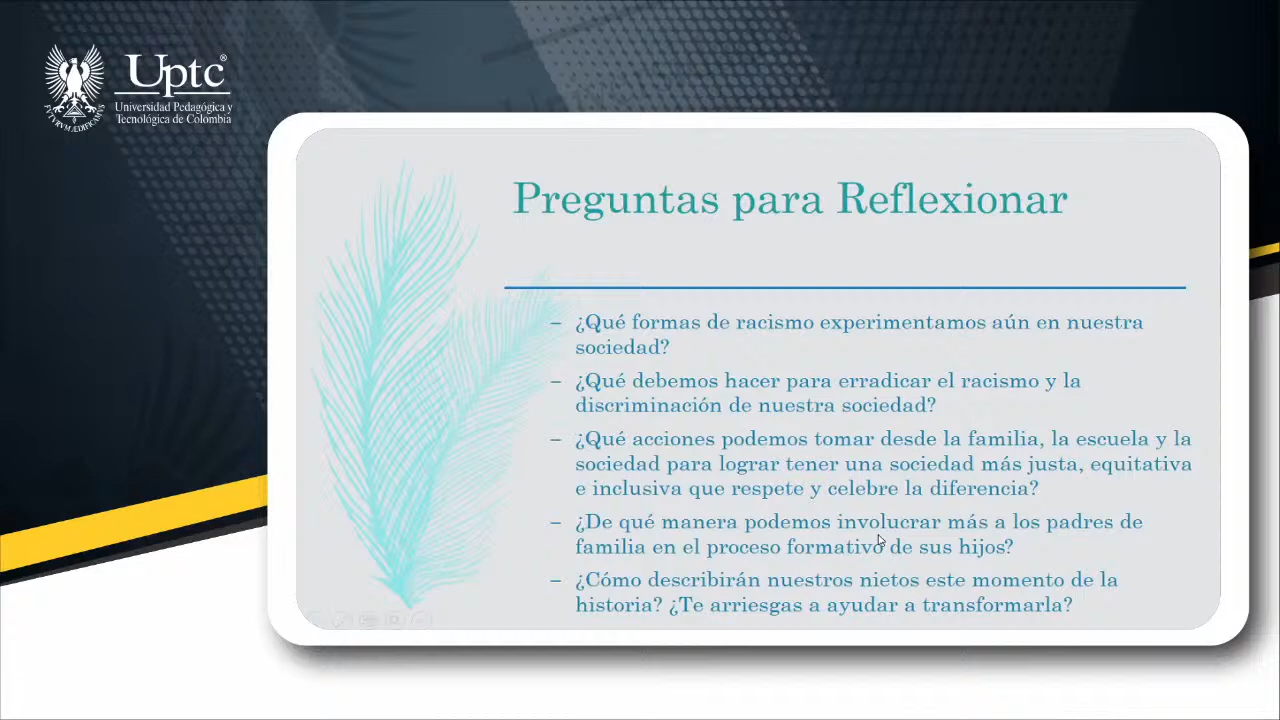 Uptc®
Universidad Pedagógica y
Tecnológica de Colombia
Preguntas para Reflexionar
– ¿Qué formas de racismo experimentamos aún en nuestra
sociedad?
– ¿Qué debemos hacer para erradicar el racismo y la
discriminación de nuestra sociedad?
– ¿Qué acciones podemos tomar desde la familia, la escuela y la
sociedad para lograr tener una sociedad más justa, equitativa
e inclusiva que respete y celebre la diferencia?
– ¿De qué manera podemos involucrar más a los padres de
familia en el proceso formativo de sus hijos?
– ¿Cómo describirán nuestros nietos este momento de la
historia? ¿Te arriesgas a ayudar a transformarla?